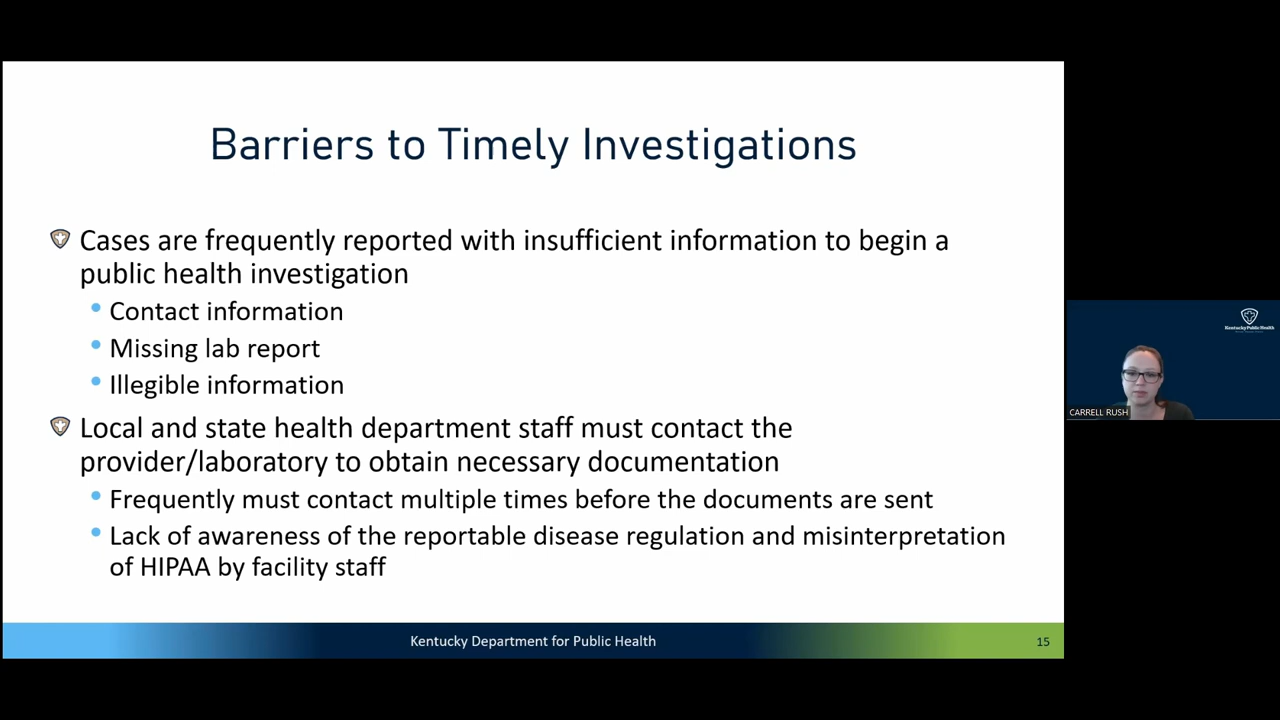 Barriers to Timely Investigations
Cases are frequently reported with insufficient information to begin a
public health investigation
Contact information
Missing lab report
Illegible information
Local and state health department staff must contact the
provider/laboratory to obtain necessary documentation
Frequently must contact multiple times before the documents are sent
Lack of awareness of the reportable disease regulation and misinterpretation
of HIPAA by facility staff
Kentucky Department for Public Health
15
Kentucky Public Health
CARRELL RUSH